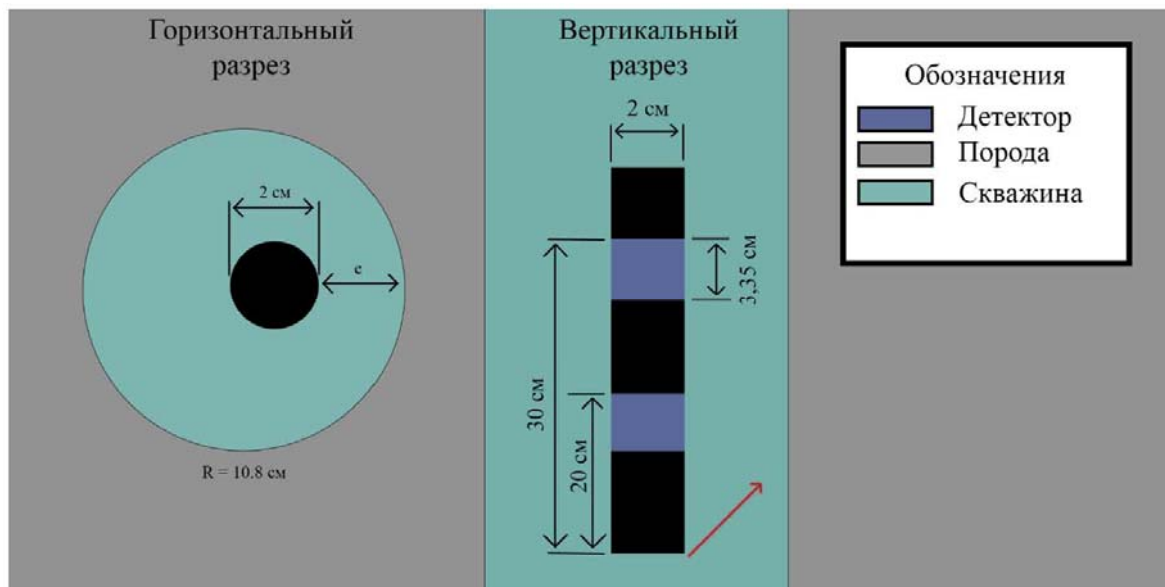 Горизонтальный
разрез
2 см
e
R = 10.8 см
Вертикальный
разрез
2 см
3,35 см
30 см
20 см
Обозначения
Детектор
Порода
Скважина